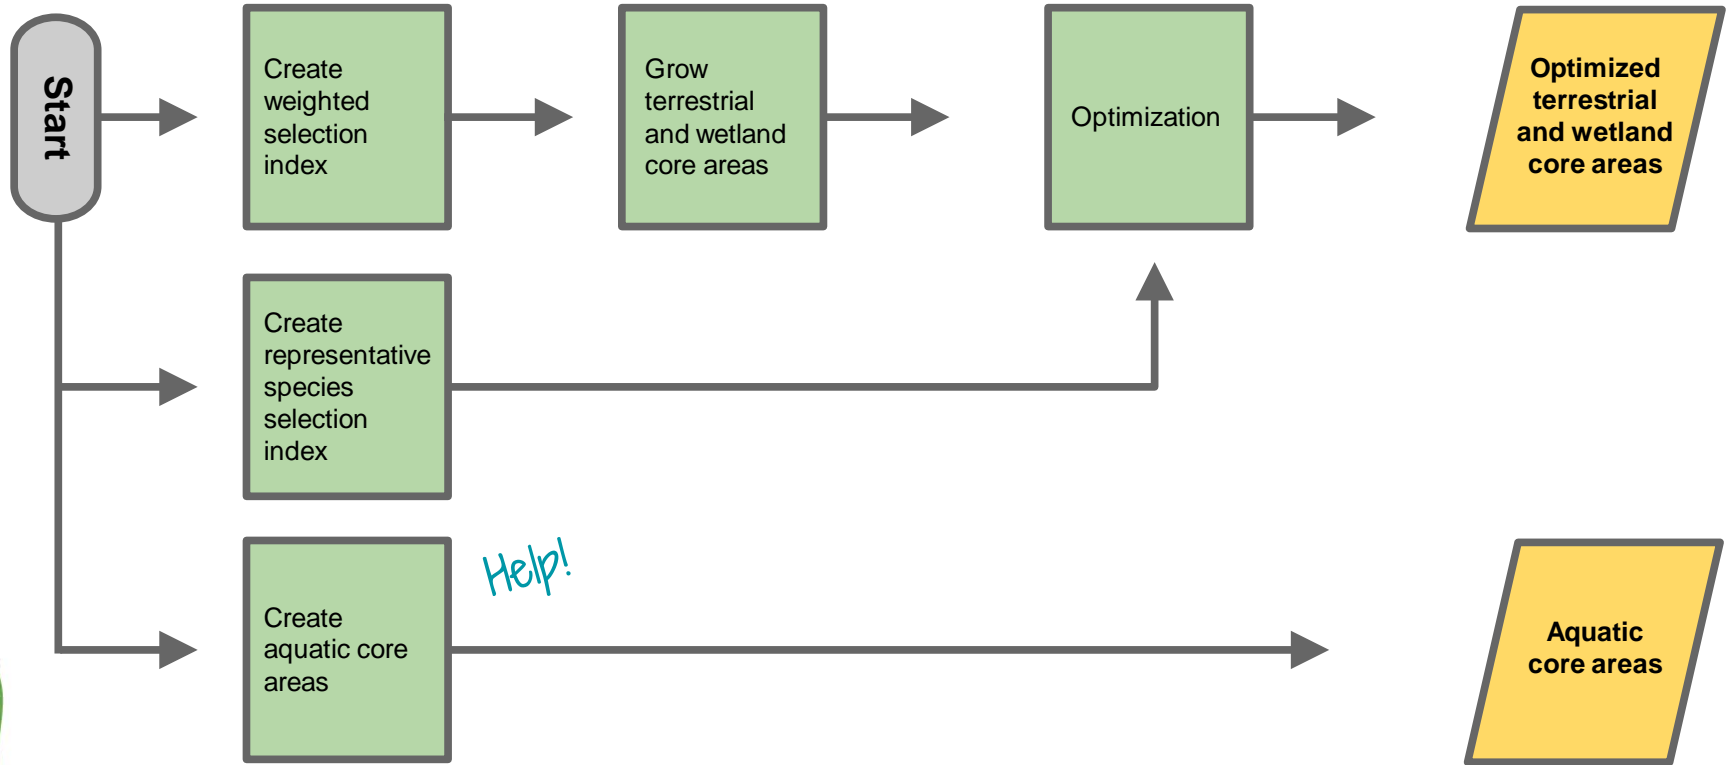 Start
Create
weighted
selection
index
Grow
terrestrial
and wetland
core areas
Optimization
Optimized
terrestrial
and wetland
core areas
Create
representative
species
selection
index
Help!
Create
aquatic core
areas
Aquatic
core areas